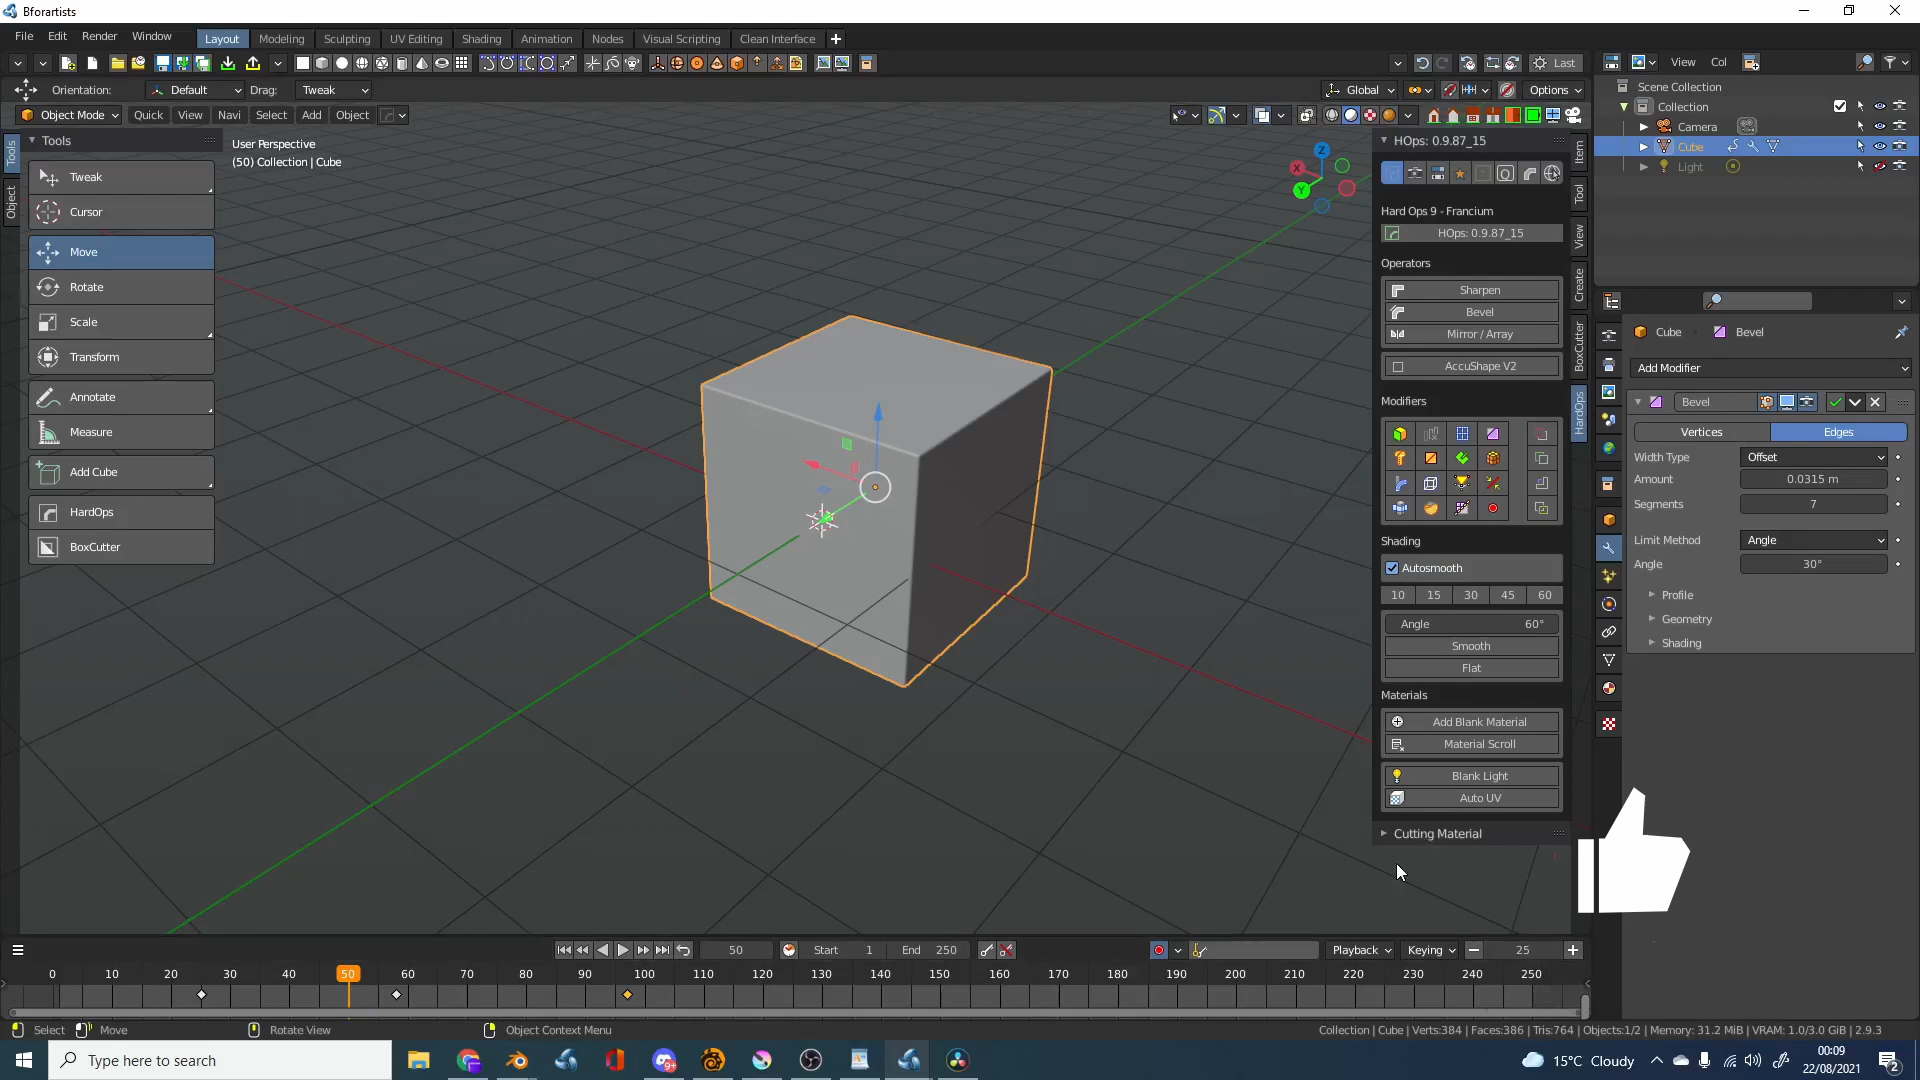 Bforartists
File Edit Render Window Layout Modeling Sculpting UV Editing Shading Animation Nodes Visual Scripting Clean Interface
Last
View Col
Orientation: Default Drag: Tweak
Global Options
Object Mode Quick View Navi Select Add Object
Scene Collection
Collection
Camera
Cube
Light
Tools
Object
Tools
Tweak
Cursor
Move
Rotate
Scale
Transform
Annotate
Measure
Add Cube
HardOps
BoxCutter
User Perspective
(50) Collection | Cube
Z
X
Y
HOps: 0.9.87_15
Hard Ops 9 - Francium
HOps: 0.9.87_15
Operators
Sharpen
Bevel
Mirror / Array
AccuShape V2
Modifiers
Shading
Autosmooth
10 15 30 45 60
Angle 60°
Smooth
Flat
Materials
Add Blank Material
Material Scroll
Blank Light
Auto UV
Cutting Material
Item
Tool
View
Create
BoxCutter
HardOps
Cube Bevel
Add Modifier
Bevel
Vertices Edges
Width Type Offset
Amount 0.0315 m
Segments 7
Limit Method Angle
Angle 30°
Profile
Geometry
Shading
50 Start 1 End 250 Playback Keying 25
0 10 20 30 40 50 60 70 80 90 100 110 120 130 140 150 160 170 180 190 200 210 220 230 240 250
Select Move Rotate View Object Context Menu
Collection | Cube | Verts:384 | Faces:386 | Tris:764 | Objects:1/2 | Memory: 31.2 MiB | VRAM: 1.0/3.0 GiB | 2.9.3
Type here to search
15°C Cloudy
00:09
22/08/2021
2